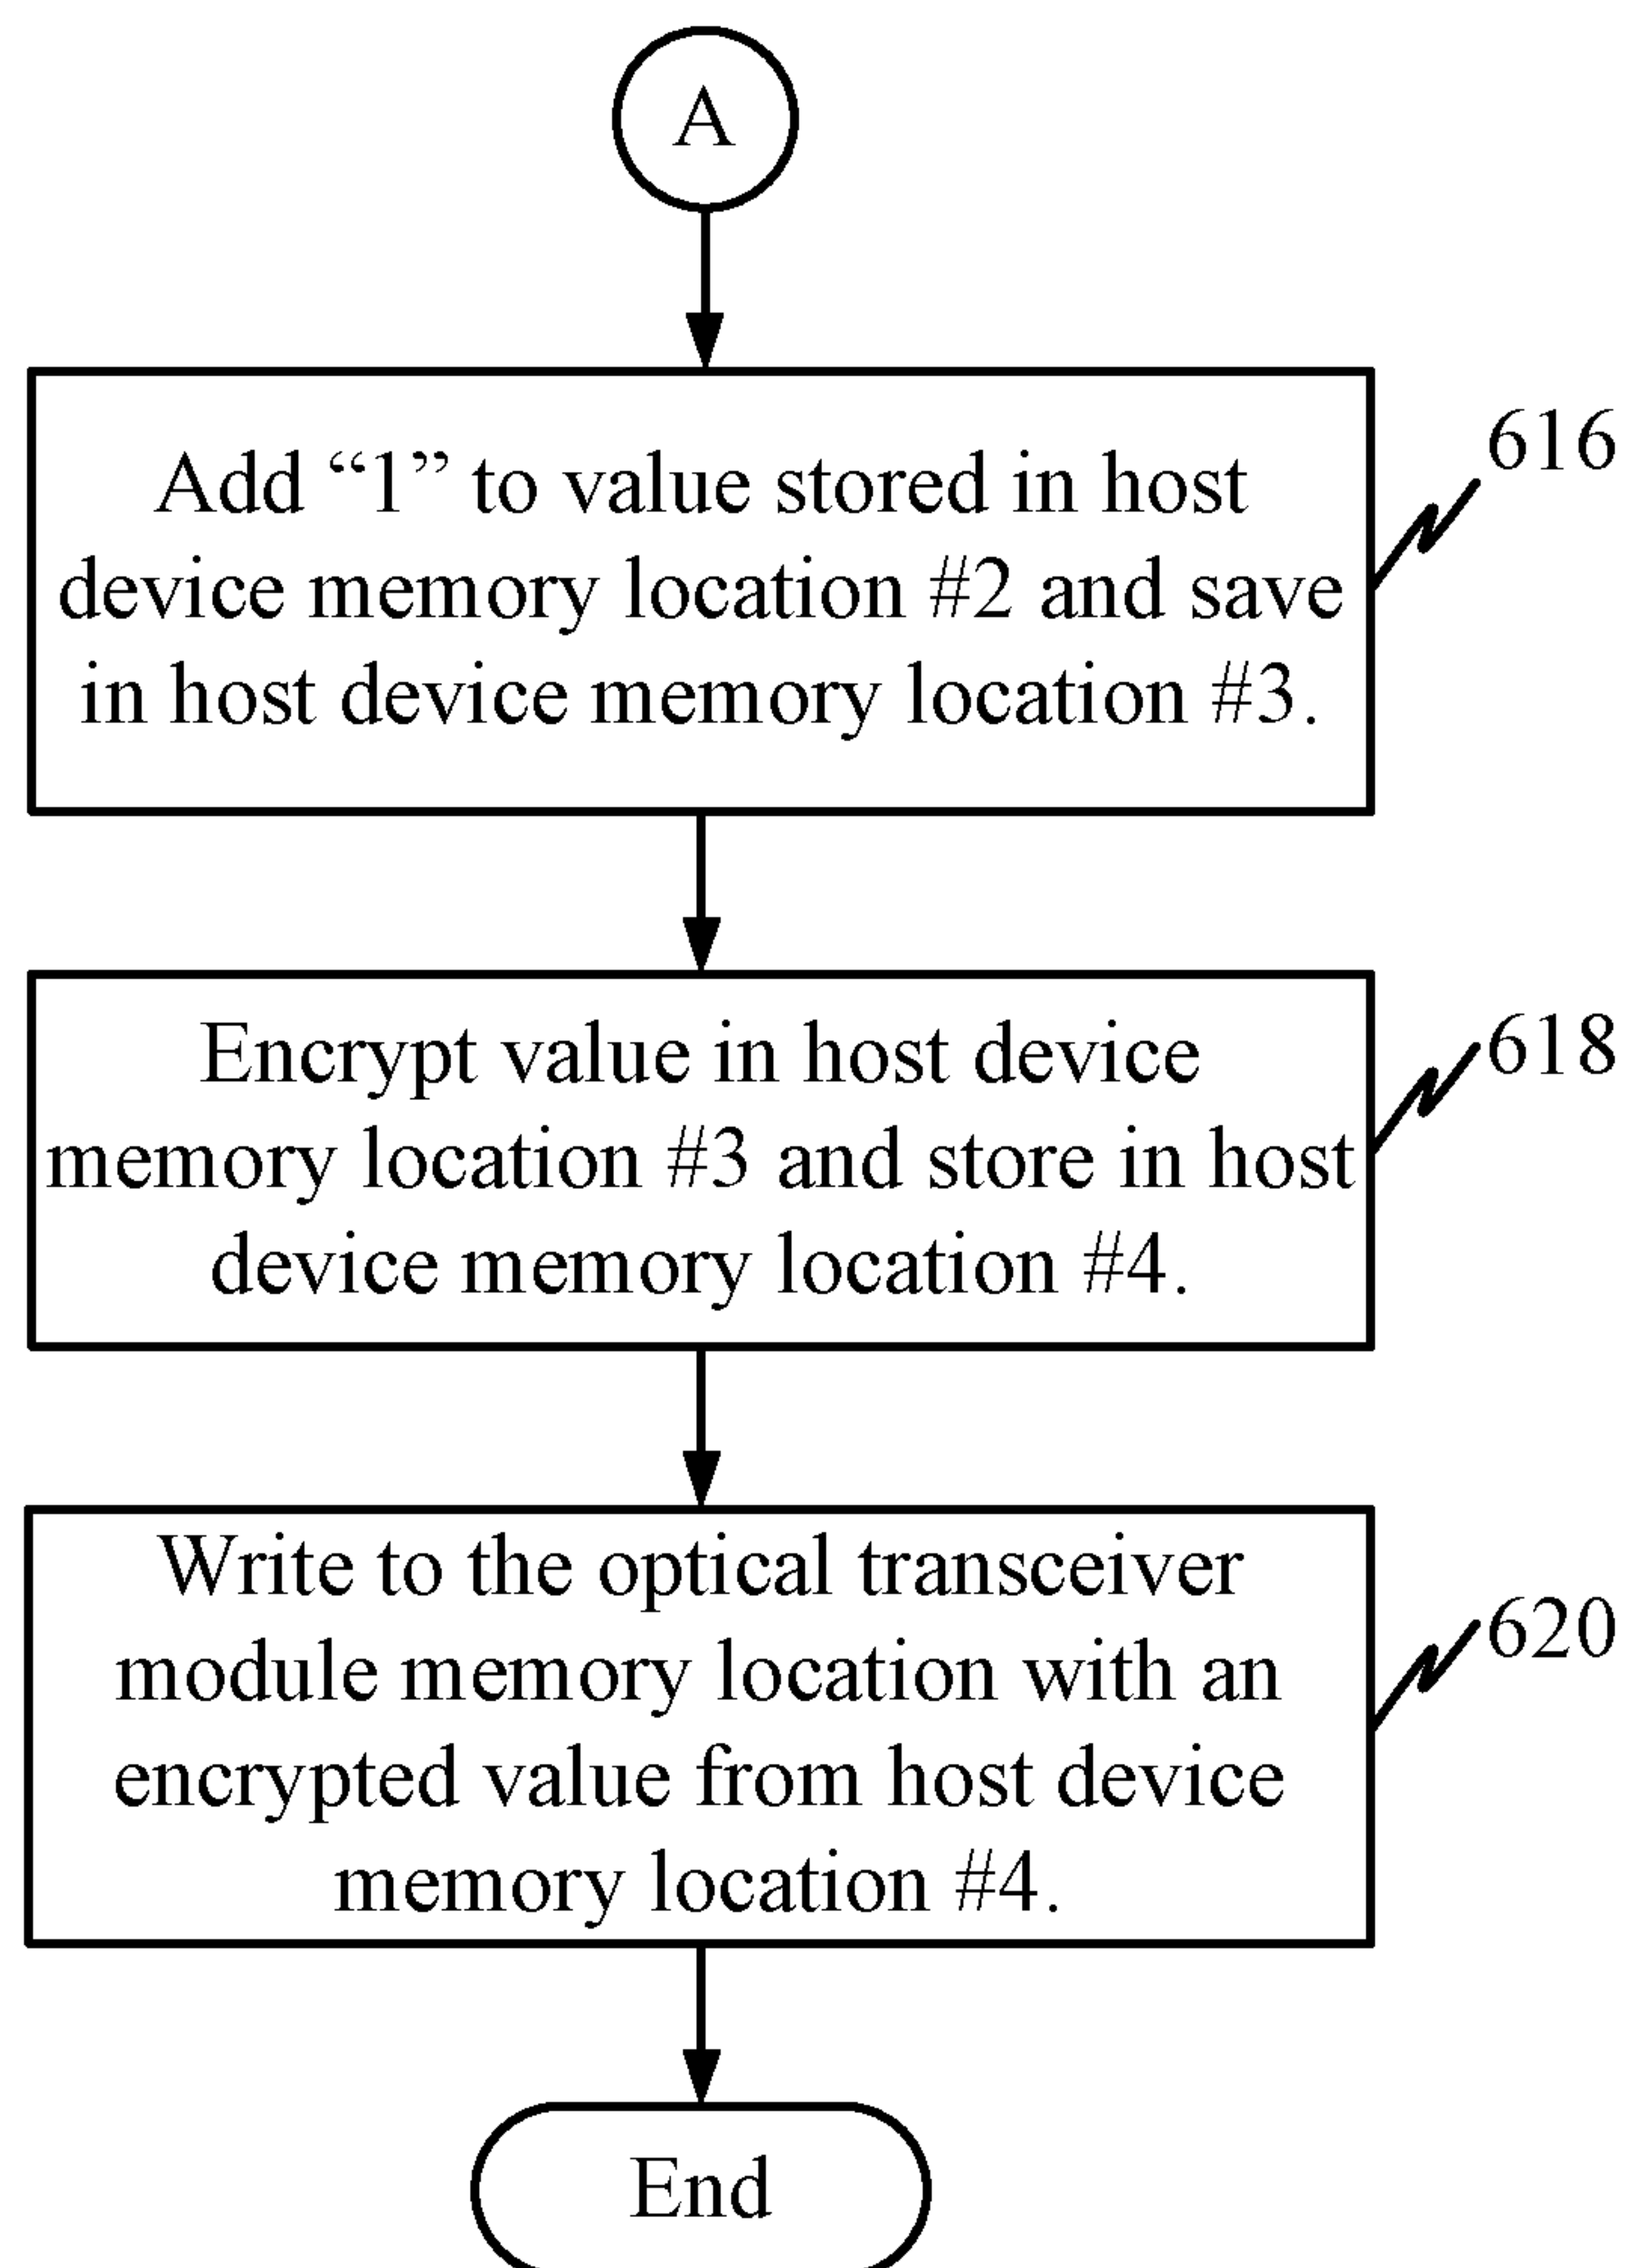 A
Add “1” to value stored in host
device memory location #2 and save
in host device memory location #3.
616
Encrypt value in host device
memory location #3 and store in host
device memory location #4.
618
Write to the optical transceiver
module memory location with an
encrypted value from host device
memory location #4.
620
End